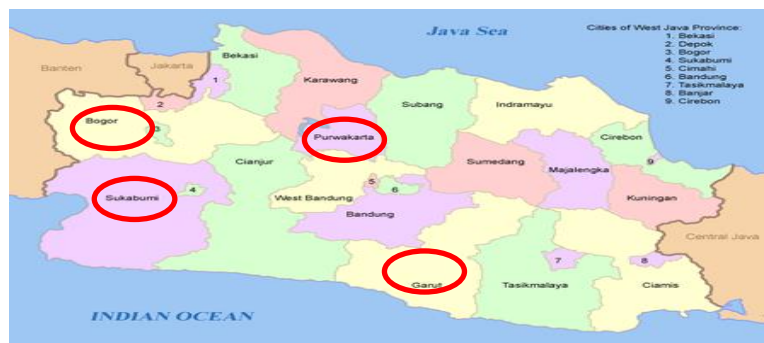 Java Sea
Cities of West Java Province:
1. Bekasi
2. Depok
3. Bogor
4. Sukabumi
5. Cimahi
6. Bandung
7. Tasikmalaya
8. Banjar
9. Cirebon
Banten
Jakarta
Bekasi
1
Karawang
2
Bogor
3
Purwakarta
Subang
Indramayu
Cirebon
9
Cianjur
Sumedang
Majalengka
Sukabumi
4
West Bandung
5
6
Kuningan
Bandung
Central Java
7
8
Garut
Tasikmalaya
Ciamis
INDIAN OCEAN